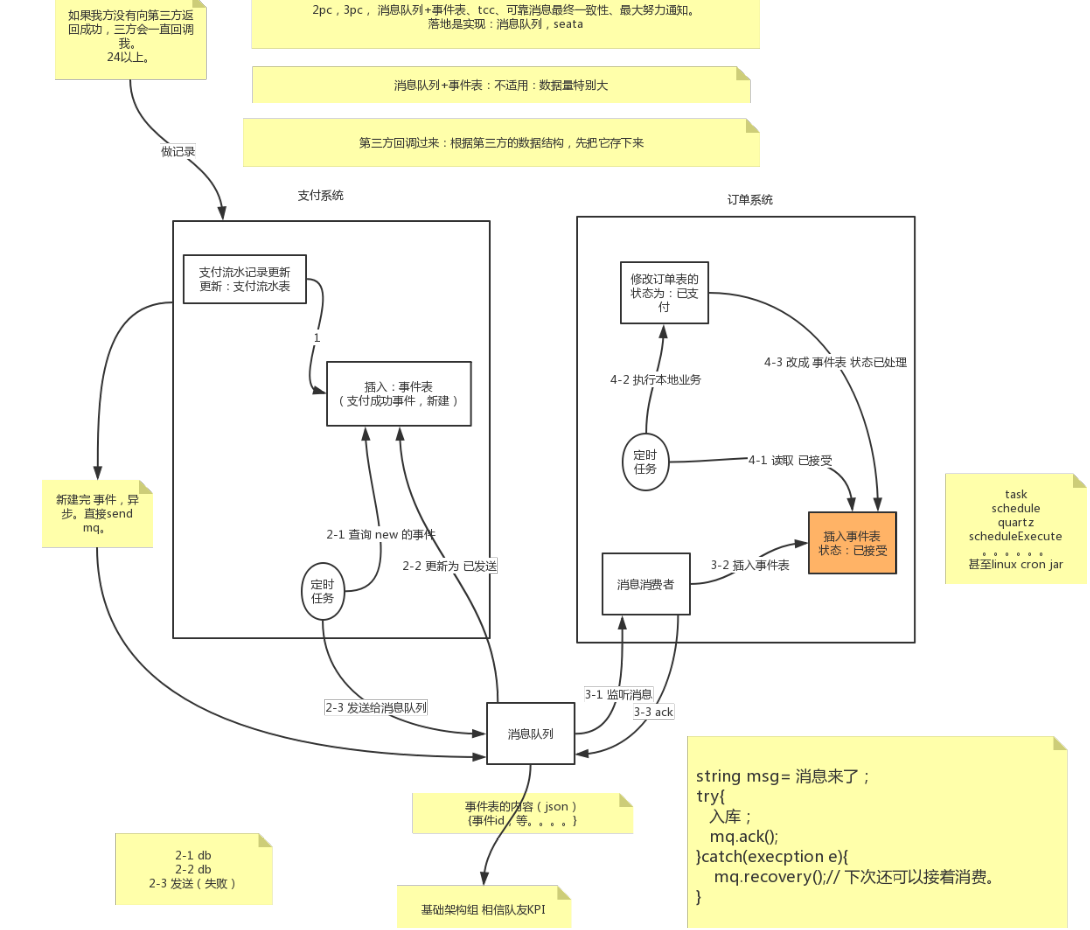 如果我方没有向第三方返
回成功，三方会一直回调
我。
24以上。
2pc，3pc， 消息队列+事件表、tcc、可靠消息最终一致性、最大努力通知。
落地是实现：消息队列，seata
消息队列+事件表：不适用：数据量特别大
第三方回调过来：根据第三方的数据结构，先把它存下来
做记录
支付系统
订单系统
支付流水记录更新
更新：支付流水表
1
插入：事件表
（支付成功事件，新建）
修改订单表的
状态为：已支
付
4-3 改成 事件表 状态已处理
4-2 执行本地业务
定时
任务
4-1 读取 已接受
新建完 事件，异
步。直接send
mq。
2-1 查询 new 的事件
2-2 更新为 已发送
定时
任务
插入事件表
状态：已接受
3-2 插入事件表
消息消费者
task
schedule
quartz
scheduleExecute
。。。。。。
甚至linux cron jar
2-3 发送给消息队列
3-1 监听消息
3-3 ack
消息队列
事件表的内容（json）
{事件id，等。。。。}
2-1 db
2-2 db
2-3 发送（失败）
基础架构组 相信队友KPI
string msg= 消息来了；
try{
入库；
mq.ack();
}catch(execption e){
mq.recovery();// 下次还可以接着消费。
}